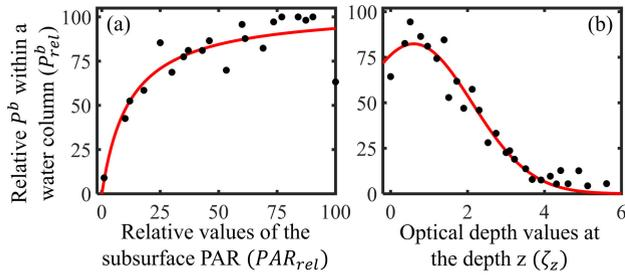 Relative P^b within a
water column (P^b_rel)
100
75
50
25
0
(a)
0 25 50 75 100
Relative values of the
subsurface PAR (PAR_rel)
100
75
50
25
0
(b)
0 2 4 6
Optical depth values at
the depth z (ζ_z)